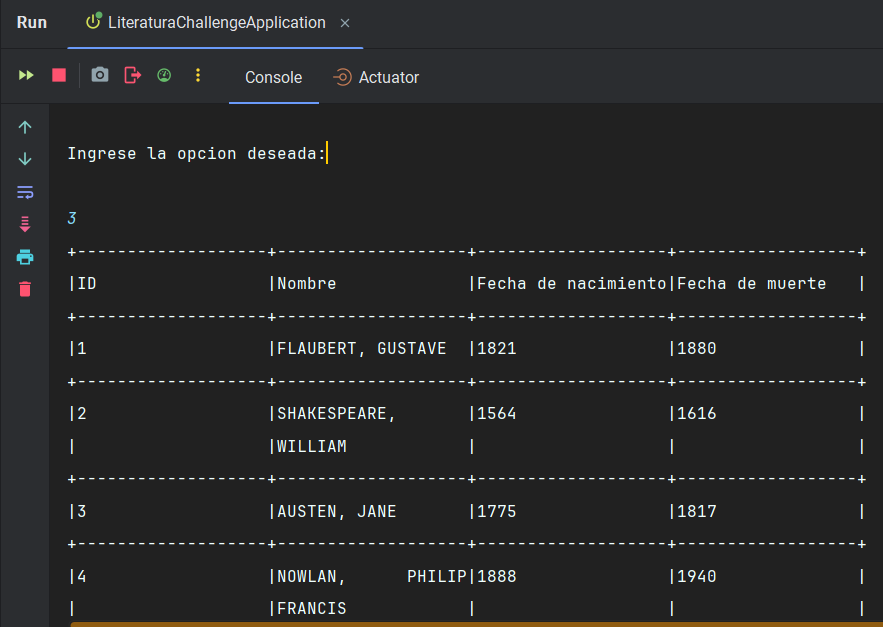 Run LiteraturaChallengeApplication ×
Console Actuator
Ingrese la opcion deseada:
3
+-------------------+-------------------+-------------------+------------------+
|ID                 |Nombre             |Fecha de nacimiento|Fecha de muerte   |
+-------------------+-------------------+-------------------+------------------+
|1                  |FLAUBERT, GUSTAVE  |1821               |1880              |
+-------------------+-------------------+-------------------+------------------+
|2                  |SHAKESPEARE,       |1564               |1616              |
|                   |WILLIAM            |                   |                  |
+-------------------+-------------------+-------------------+------------------+
|3                  |AUSTEN, JANE       |1775               |1817              |
+-------------------+-------------------+-------------------+------------------+
|4                  |NOWLAN,      PHILIP|1888               |1940              |
|                   |FRANCIS            |                   |                  |